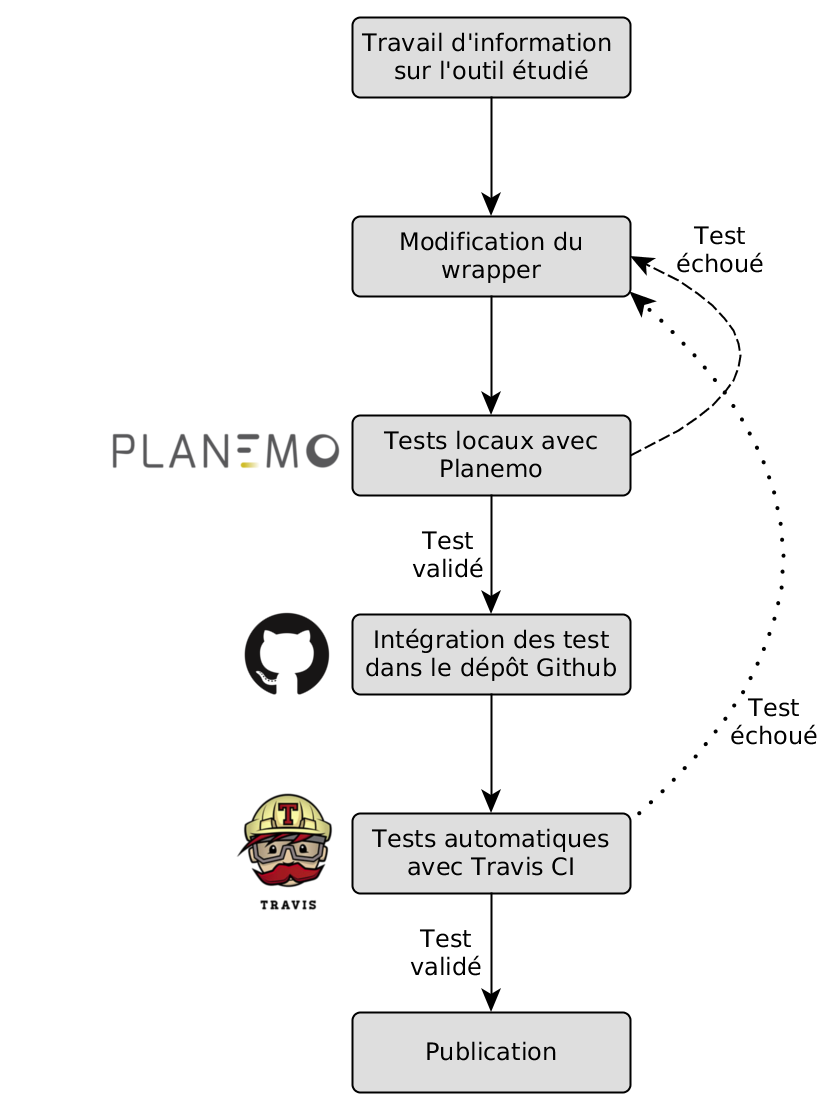 Travail d'information
sur l'outil étudié
Modification du
wrapper
Test
échoué
PLANEMO
Tests locaux avec
Planemo
Test
validé
Intégration des test
dans le dépôt Github
Test
échoué
T
TRAVIS
Tests automatiques
avec Travis CI
Test
validé
Publication